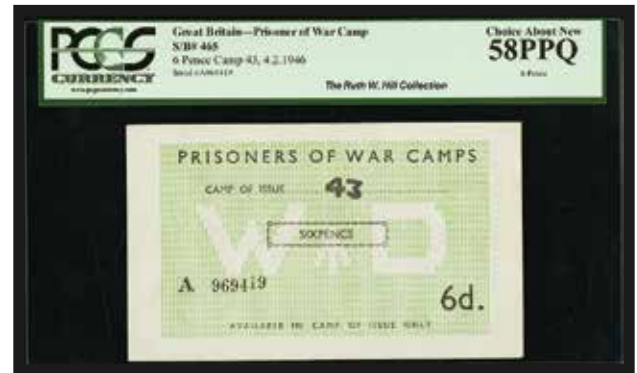 PCGS
CURRENCY
Great Britain—Prisoner of War Camp
S/B# 465
6 Pence Camp 43, 4.2.1946
The Ruth W. Hill Collection
Choice About New
58PPQ
6 Pence
PRISONERS OF WAR CAMPS
CAMP OF ISSUE 43
W D
SIXPENCE
A 969419
6d.
AVAILABLE IN CAMP OF ISSUE ONLY